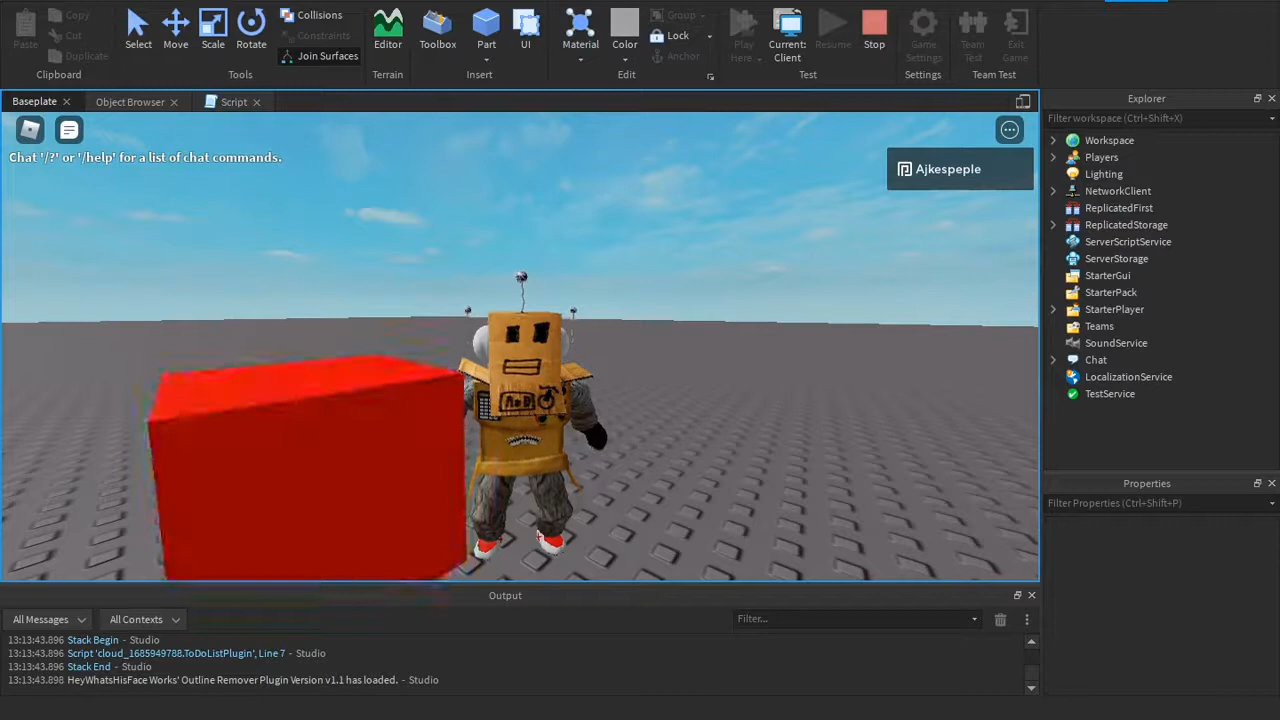 Paste
Copy
Cut
Duplicate
Clipboard
Select
Move
Scale
Rotate
Collisions
Constraints
Join Surfaces
Tools
Editor
Terrain
Toolbox
Part
UI
Insert
Material
Color
Group
Lock
Anchor
Edit
Play Here
Current: Client
Resume
Stop
Test
Game Settings
Settings
Team Test
Exit Game
Team Test
Baseplate
Object Browser
Script
Chat '/?' or '/help' for a list of chat commands.
Ajkespeple
Explorer
Filter workspace (Ctrl+Shift+X)
Workspace
Players
Lighting
NetworkClient
ReplicatedFirst
ReplicatedStorage
ServerScriptService
ServerStorage
StarterGui
StarterPack
StarterPlayer
Teams
SoundService
Chat
LocalizationService
TestService
Properties
Filter Properties (Ctrl+Shift+P)
Output
All Messages
All Contexts
Filter...
13:13:43.896 Stack Begin - Studio
13:13:43.896 Script 'cloud_1685949788.ToDoListPlugin', Line 7 - Studio
13:13:43.896 Stack End - Studio
13:13:43.898 HeyWhatsHisFace Works' Outline Remover Plugin Version v1.1 has loaded. - Studio